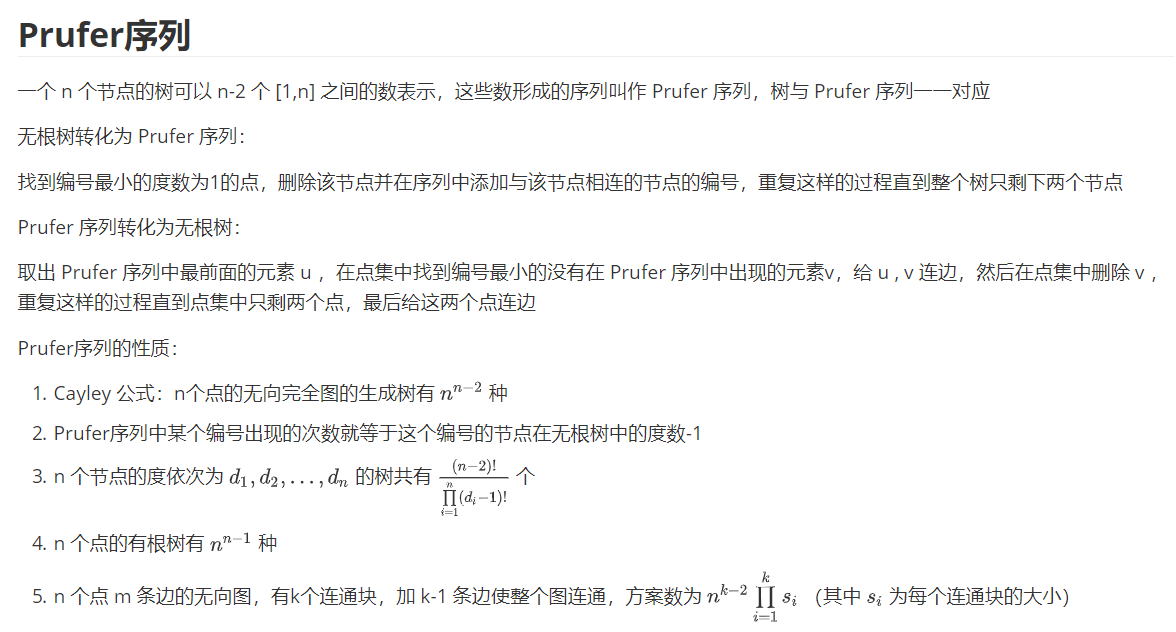 Prufer序列
一个 n 个节点的树可以 n-2 个 [1,n] 之间的数表示，这些数形成的序列叫作 Prufer 序列，树与 Prufer 序列一一对应
无根树转化为 Prufer 序列：
找到编号最小的度数为1的点，删除该节点并在序列中添加与该节点相连的节点的编号，重复这样的过程直到整个树只剩下两个节点
Prufer 序列转化为无根树：
取出 Prufer 序列中最前面的元素 u ，在点集中找到编号最小的没有在 Prufer 序列中出现的元素v，给 u , v 连边，然后在点集中删除 v ，
重复这样的过程直到点集中只剩两个点，最后给这两个点连边
Prufer序列的性质：
1. Cayley 公式：n个点的无向完全图的生成树有 $n^{n-2}$ 种
2. Prufer序列中某个编号出现的次数就等于这个编号的节点在无根树中的度数-1
3. n 个节点的度依次为 $d_1, d_2, \ldots, d_n$ 的树共有 $\frac{(n-2)!}{\prod\limits_{i=1}^{n}(d_i-1)!}$ 个
4. n 个点的有根树有 $n^{n-1}$ 种
5. n 个点 m 条边的无向图，有k个连通块，加 k-1 条边使整个图连通，方案数为 $n^{k-2}\prod\limits_{i=1}^{k}s_i$ （其中 $s_i$ 为每个连通块的大小）